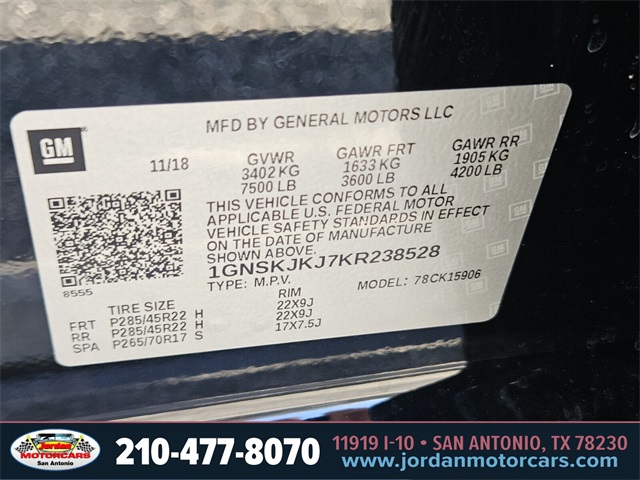 MFD BY GENERAL MOTORS LLC
GM
11/18
GVWR
3402 KG
7500 LB
GAWR FRT
1633 KG
3600 LB
GAWR RR
1905 KG
4200 LB
THIS VEHICLE CONFORMS TO ALL
APPLICABLE U.S. FEDERAL MOTOR
VEHICLE SAFETY STANDARDS IN EFFECT
ON THE DATE OF MANUFACTURE
SHOWN ABOVE.
1GNSKJKJ7KR238528
TYPE: M.P.V.
MODEL: 78CK15906
8555
TIRE SIZE RIM
FRT P285/45R22 H 22X9J
RR P285/45R22 H 22X9J
SPA P265/70R17 S 17X7.5J
Jordan
MOTORCARS
San Antonio
210-477-8070
11919 I-10 • SAN ANTONIO, TX 78230
www.jordanmotorcars.com